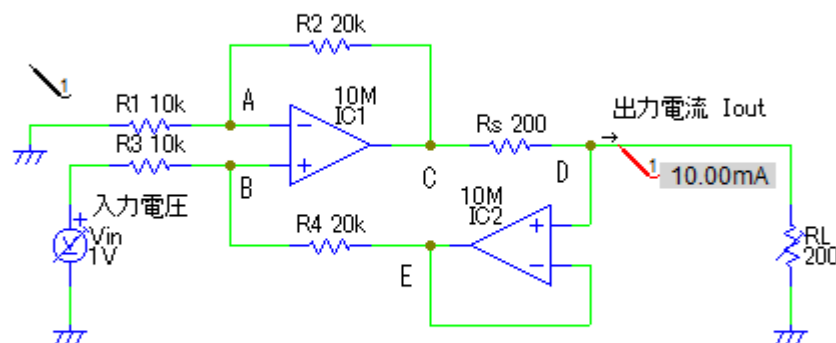 R2 20k
1
R1 10k
A
10M
IC1
出力電流 Iout
Rs 200
R3 10k
B
C
D
1
10.00mA
入力電圧
Vin
1V
R4 20k
10M
IC2
E
RL
200